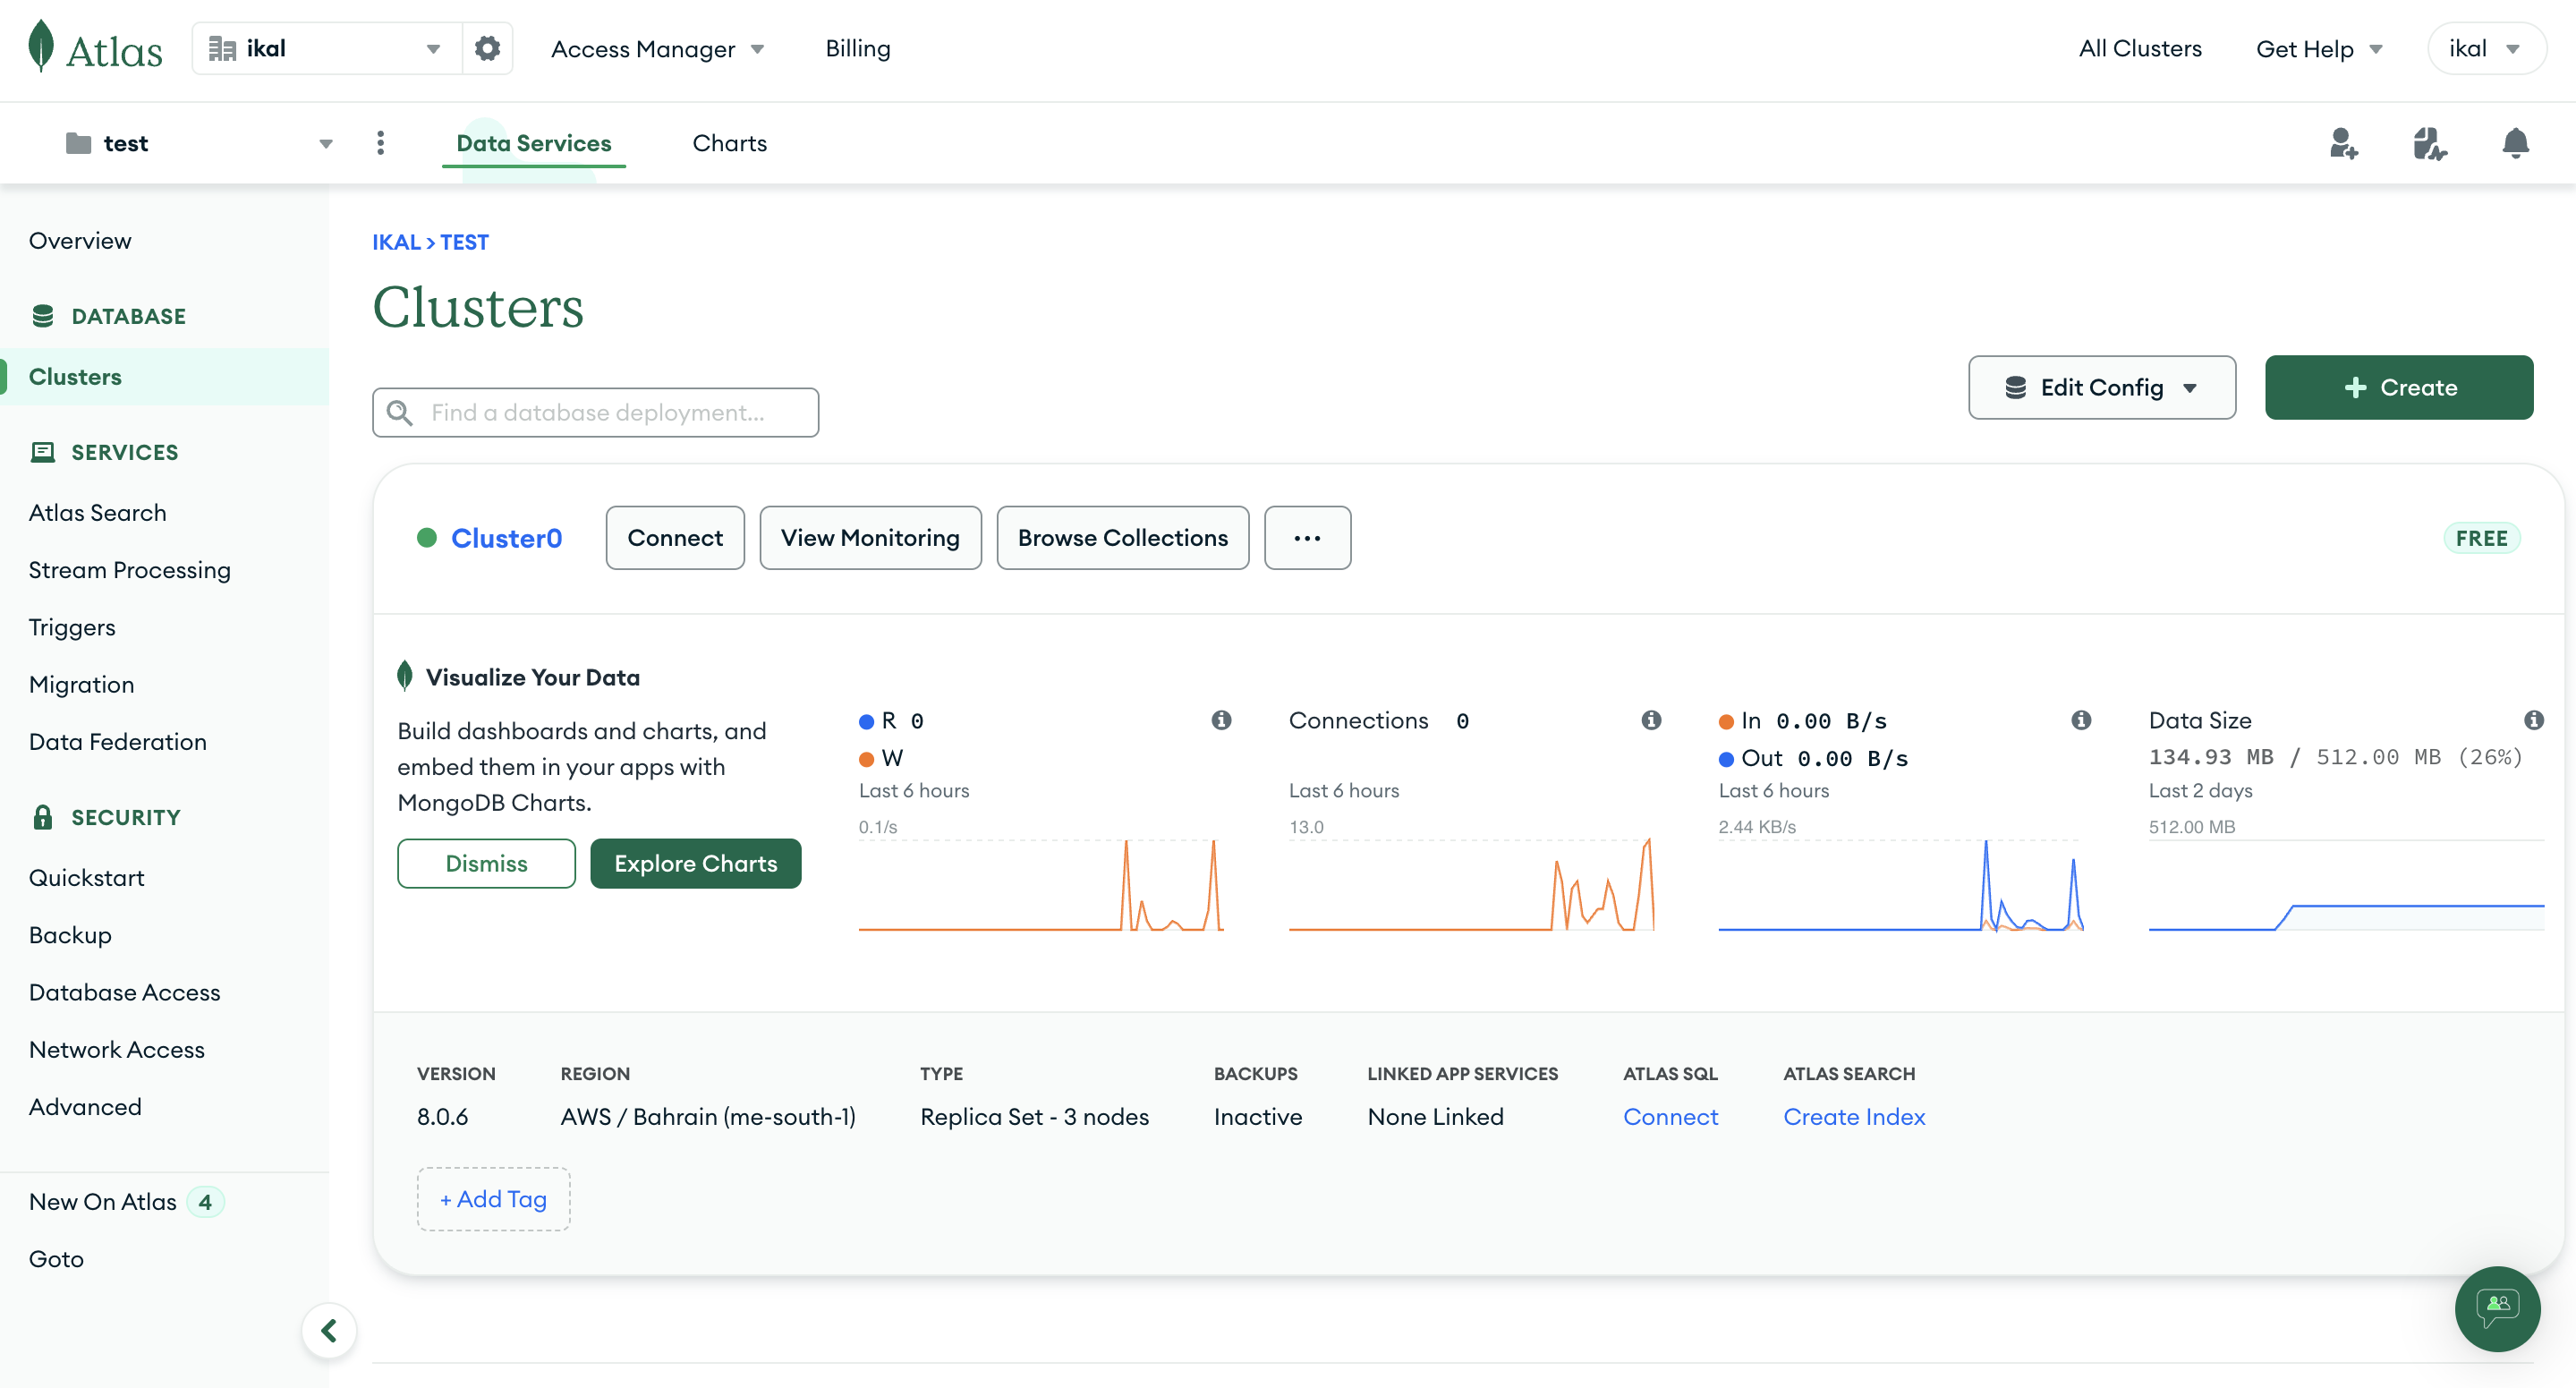 Atlas
ikal
Access Manager
Billing
All Clusters
Get Help
ikal
test
Data Services
Charts
Overview
DATABASE
Clusters
SERVICES
Atlas Search
Stream Processing
Triggers
Migration
Data Federation
SECURITY
Quickstart
Backup
Database Access
Network Access
Advanced
New On Atlas 4
Goto
IKAL > TEST
Clusters
Find a database deployment...
Edit Config
+ Create
Cluster0
Connect
View Monitoring
Browse Collections
...
FREE
Visualize Your Data
Build dashboards and charts, and
embed them in your apps with
MongoDB Charts.
Dismiss
Explore Charts
R 0
W
Last 6 hours
0.1/s
Connections 0
Last 6 hours
13.0
In 0.00 B/s
Out 0.00 B/s
Last 6 hours
2.44 KB/s
Data Size
134.93 MB / 512.00 MB (26%)
Last 2 days
512.00 MB
VERSION
8.0.6
REGION
AWS / Bahrain (me-south-1)
TYPE
Replica Set - 3 nodes
BACKUPS
Inactive
LINKED APP SERVICES
None Linked
ATLAS SQL
Connect
ATLAS SEARCH
Create Index
+ Add Tag